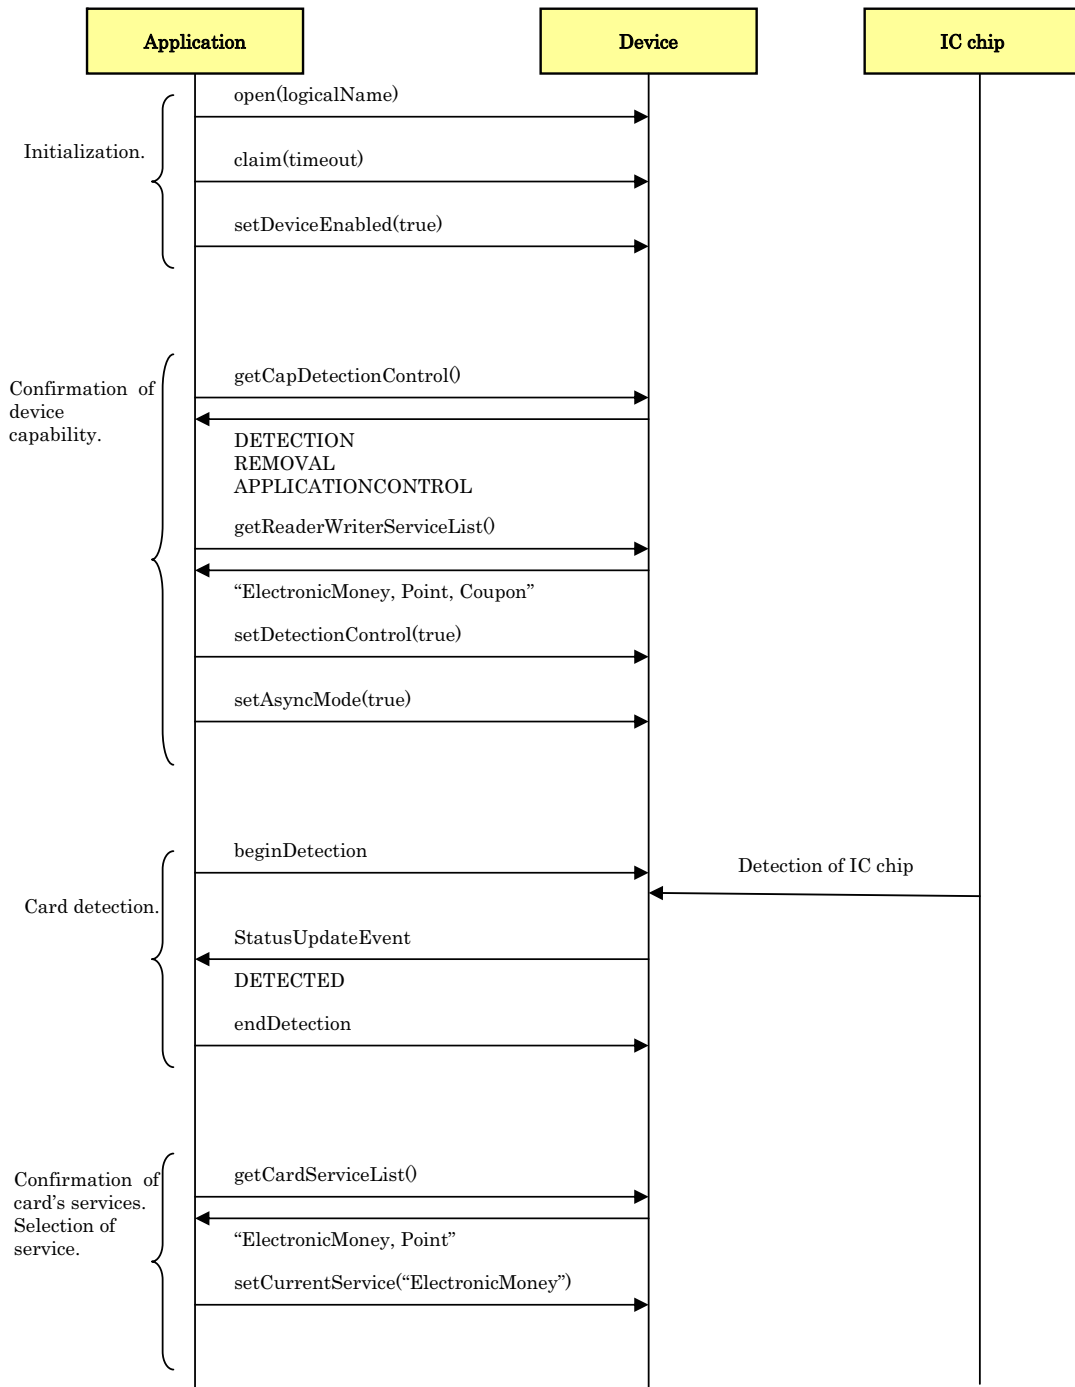 Application
Device
IC chip
open(logicalName)
Initialization.
claim(timeout)
setDeviceEnabled(true)
getCapDetectionControl()
Confirmation of
device
capability.
DETECTION
REMOVAL
APPLICATIONCONTROL
getReaderWriterServiceList()
“ElectronicMoney, Point, Coupon”
setDetectionControl(true)
setAsyncMode(true)
beginDetection
Detection of IC chip
Card detection.
StatusUpdateEvent
DETECTED
endDetection
getCardServiceList()
Confirmation of
card’s services.
Selection of
service.
“ElectronicMoney, Point”
setCurrentService(“ElectronicMoney”)